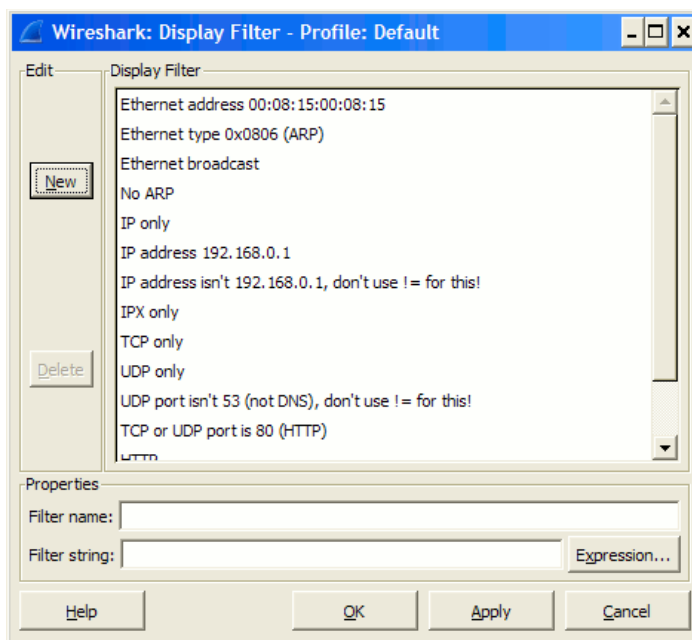 Wireshark: Display Filter - Profile: Default
Edit
Display Filter
New
Delete
Ethernet address 00:08:15:00:08:15
Ethernet type 0x0806 (ARP)
Ethernet broadcast
No ARP
IP only
IP address 192.168.0.1
IP address isn't 192.168.0.1, don't use != for this!
IPX only
TCP only
UDP only
UDP port isn't 53 (not DNS), don't use != for this!
TCP or UDP port is 80 (HTTP)
HTTP
Properties
Filter name:
Filter string:
Expression...
Help
OK
Apply
Cancel